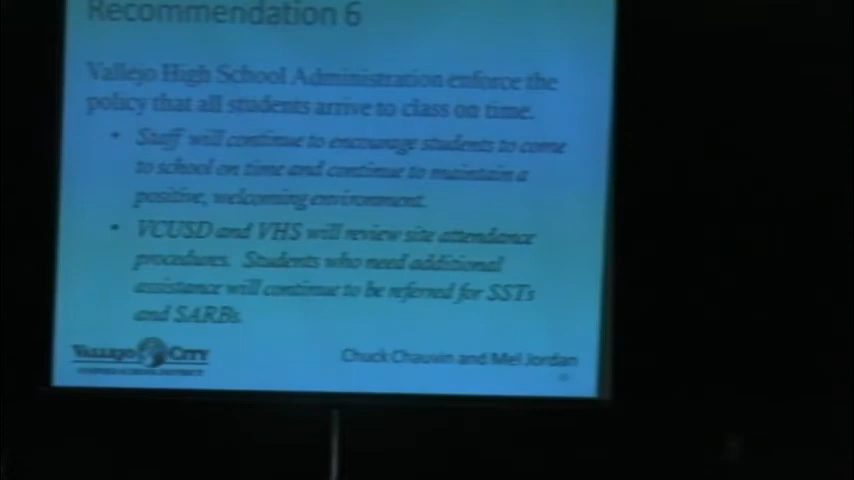 Recommendation 6
Vallejo High School Administration enforce the
policy that all students arrive to class on time.
• Staff will continue to encourage students to come
to school on time and continue to maintain a
positive, welcoming environment.
• VCUSD and VHS will review site attendance
procedures. Students who need additional
assistance will continue to be referred for SSTs
and SARBs.
VALLEJO CITY
Chuck Chauvin and Mel Jordan